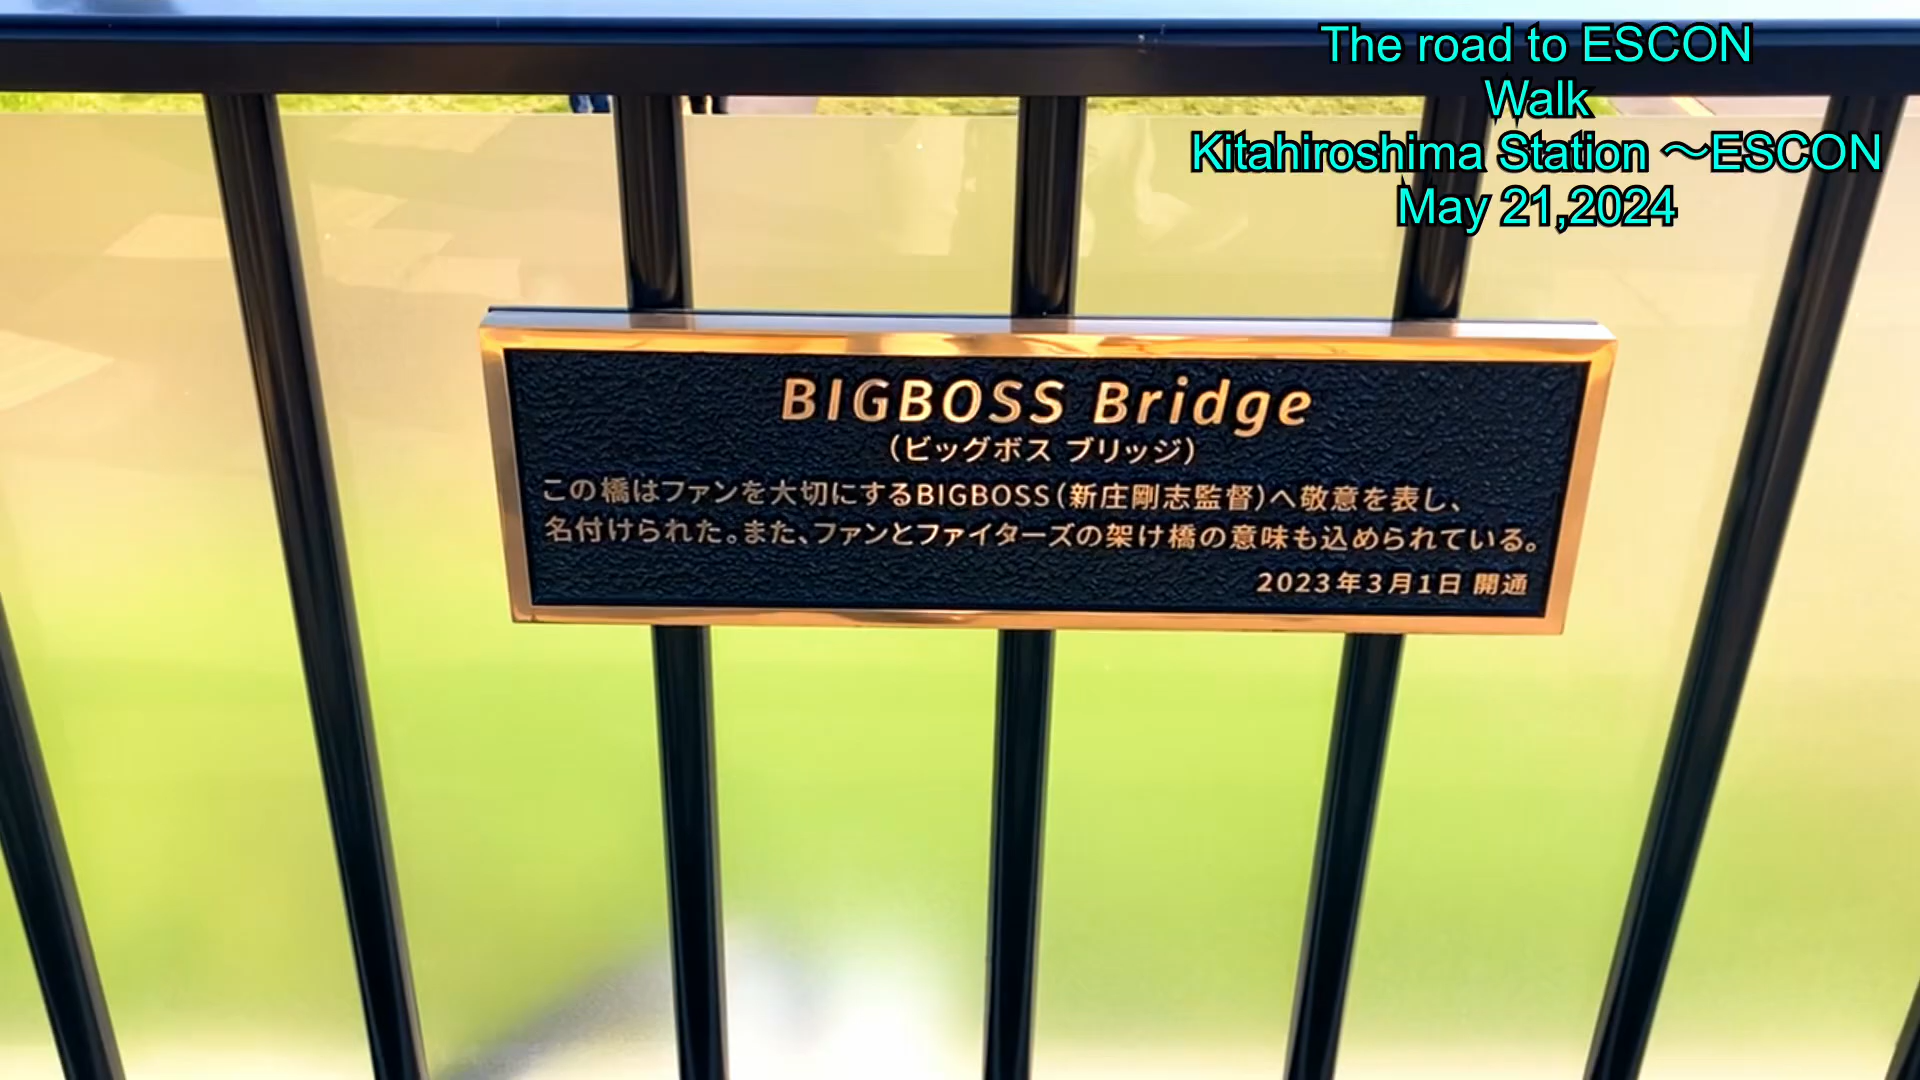 The road to ESCON
Walk
Kitahiroshima Station ～ESCON
May 21,2024
BIGBOSS Bridge
（ビッグボス ブリッジ）
この橋はファンを大切にするBIGBOSS（新庄剛志監督）へ敬意を表し、
名付けられた。また、ファンとファイターズの架け橋の意味も込められている。
2023年3月1日 開通